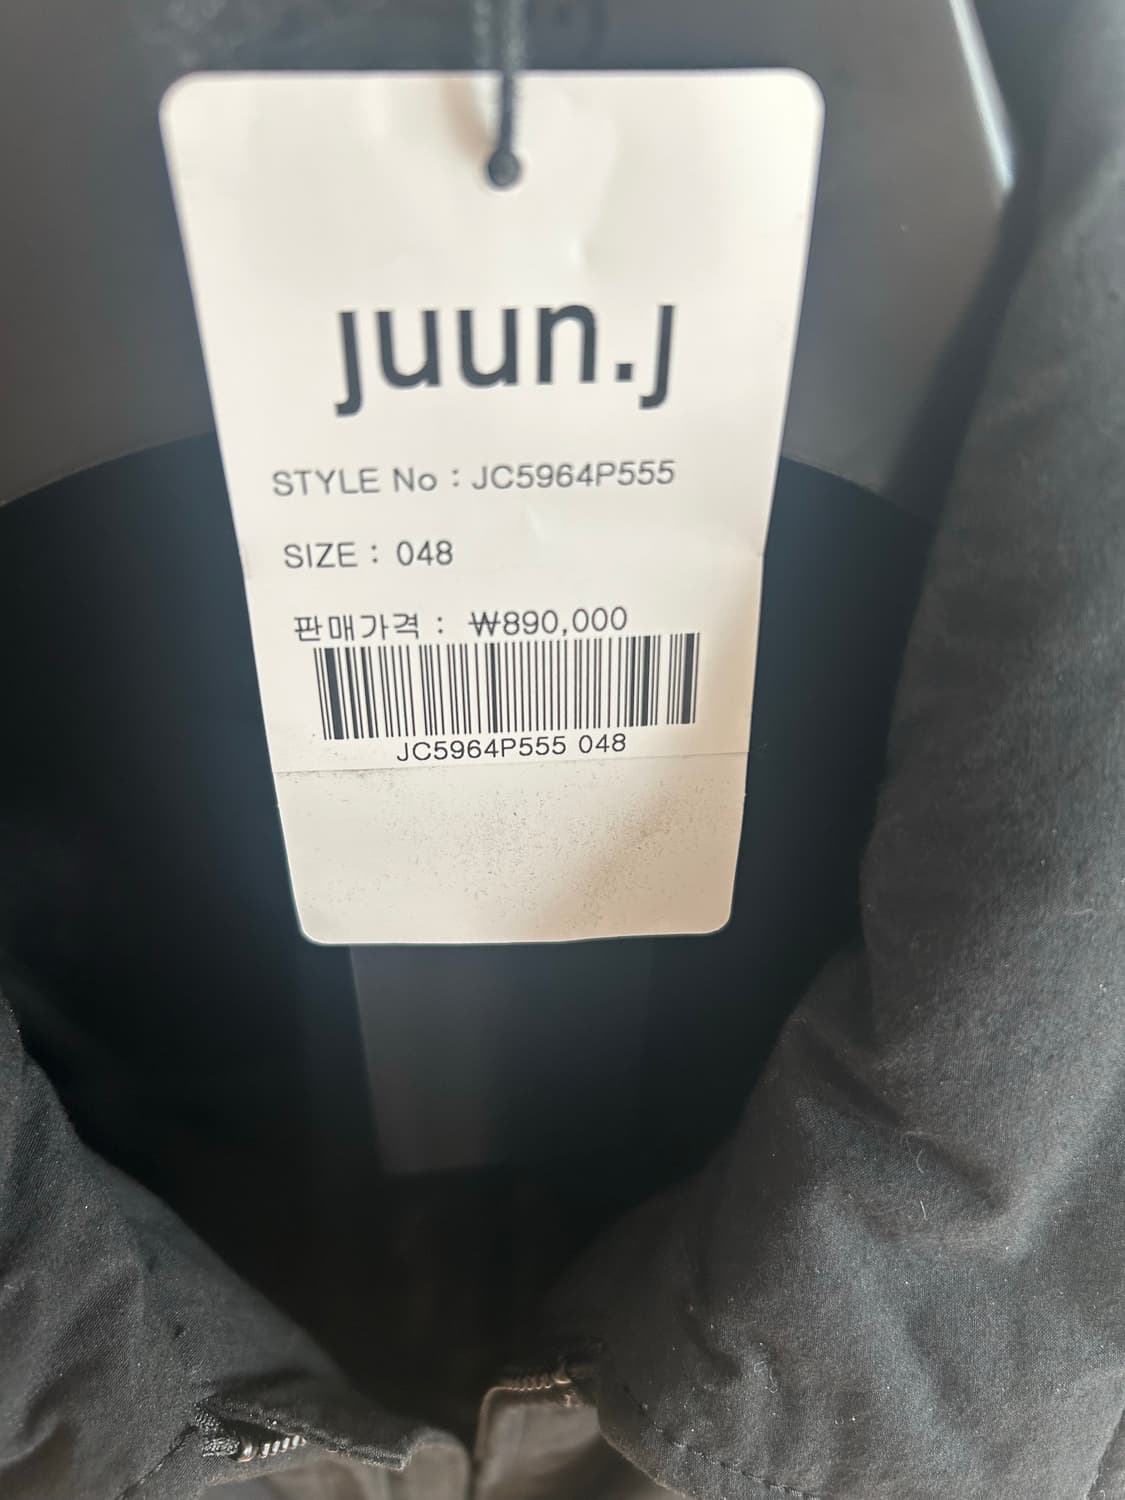 juun.j
STYLE No : JC5964P555
SIZE : 048
판매가격 : ₩890,000
JC5964P555 048